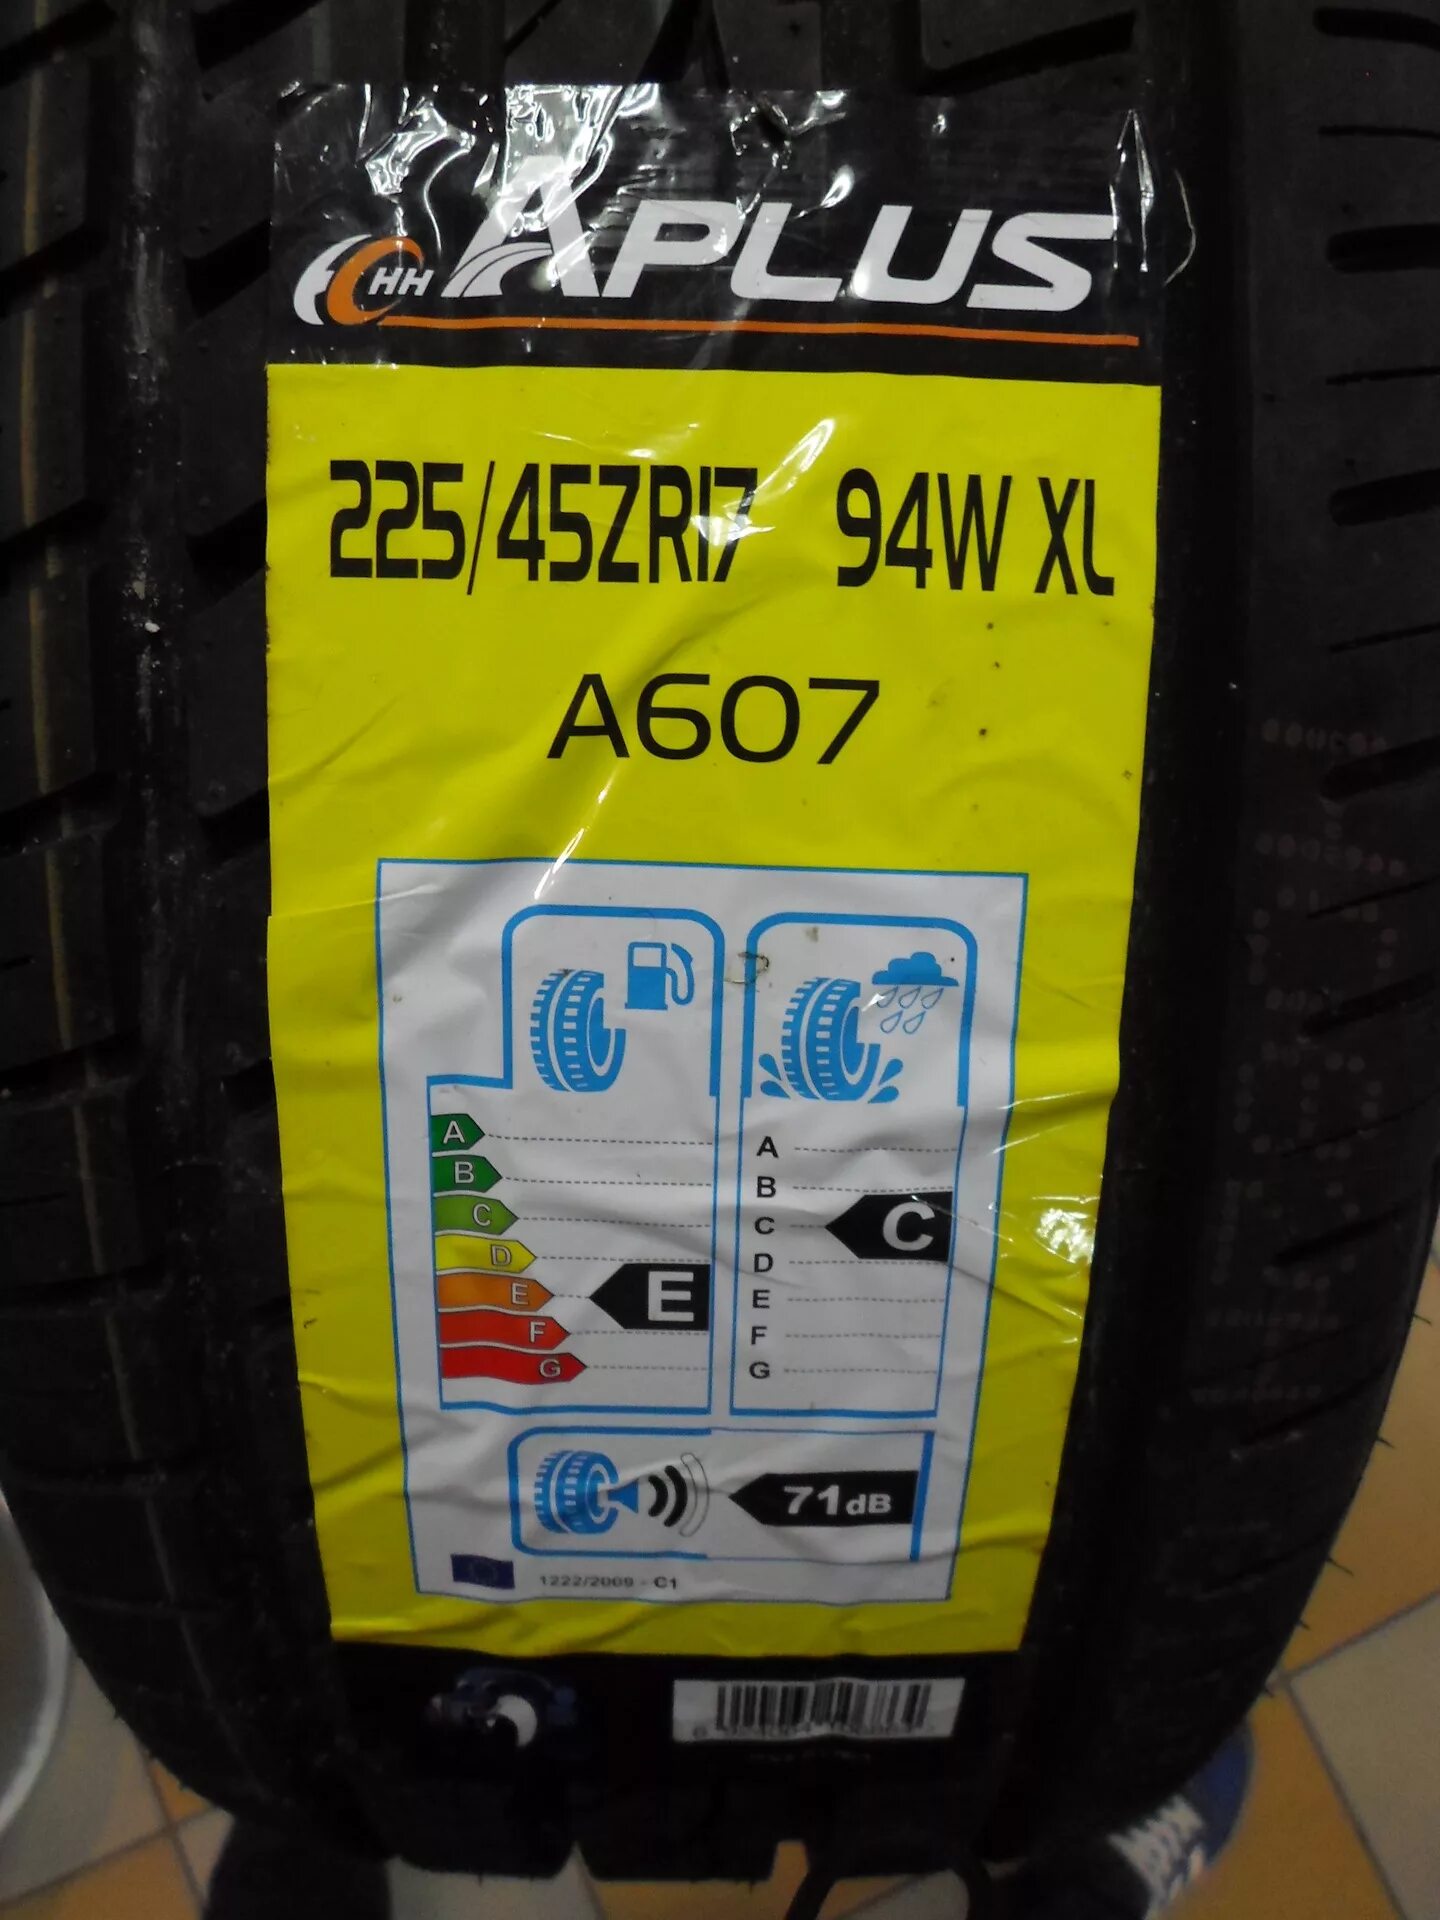 HH APLUS
225/45ZR17 94W XL
A607
A A
B B
C C C
D D
E E E
F F
G G
71dB
1222/2009 - C1